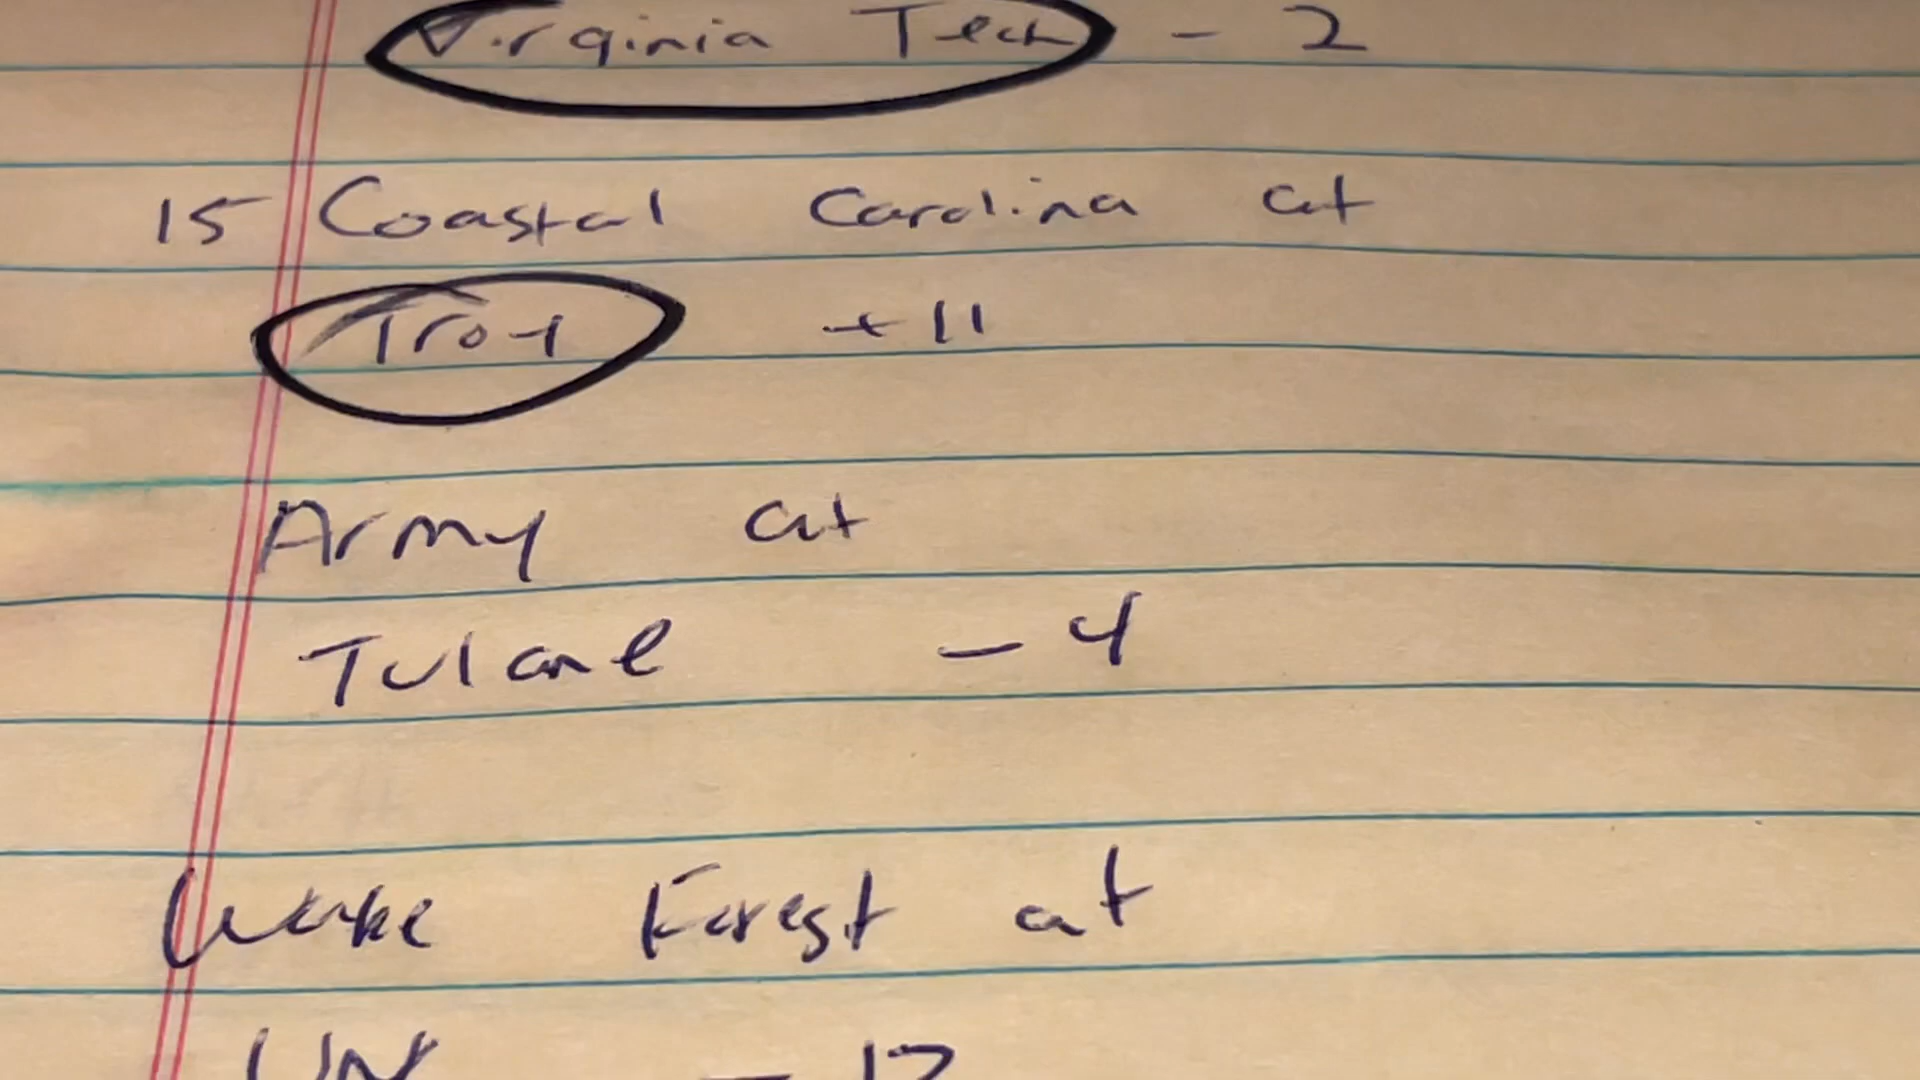 Virginia Tech - 2
15 Coastal Carolina at
Troy +11
Army at
Tulane - 4
Wake Forest at